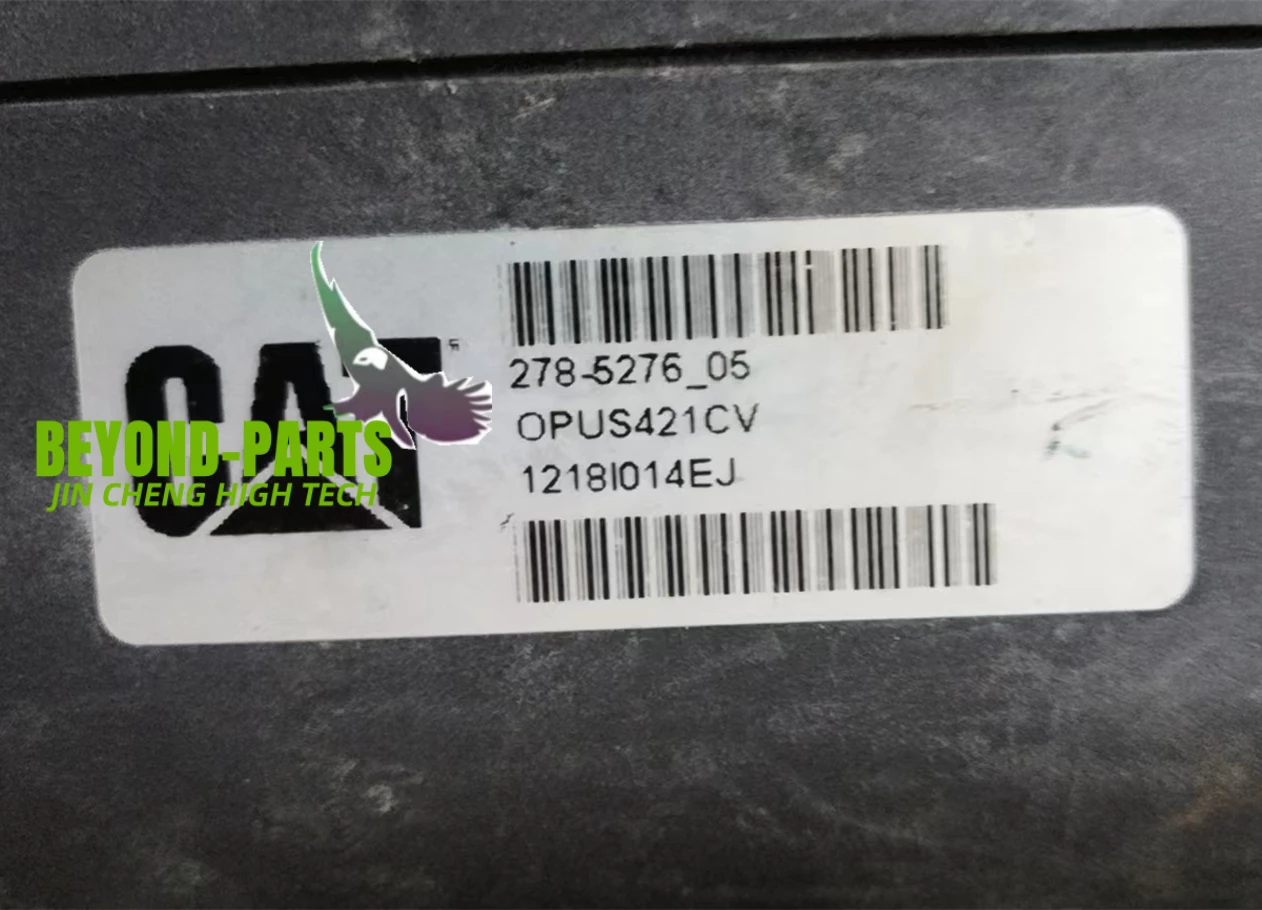 CAT
BEYOND-PARTS
JIN CHENG HIGH TECH
278-5276_05
OPUS421CV
1218I014EJ